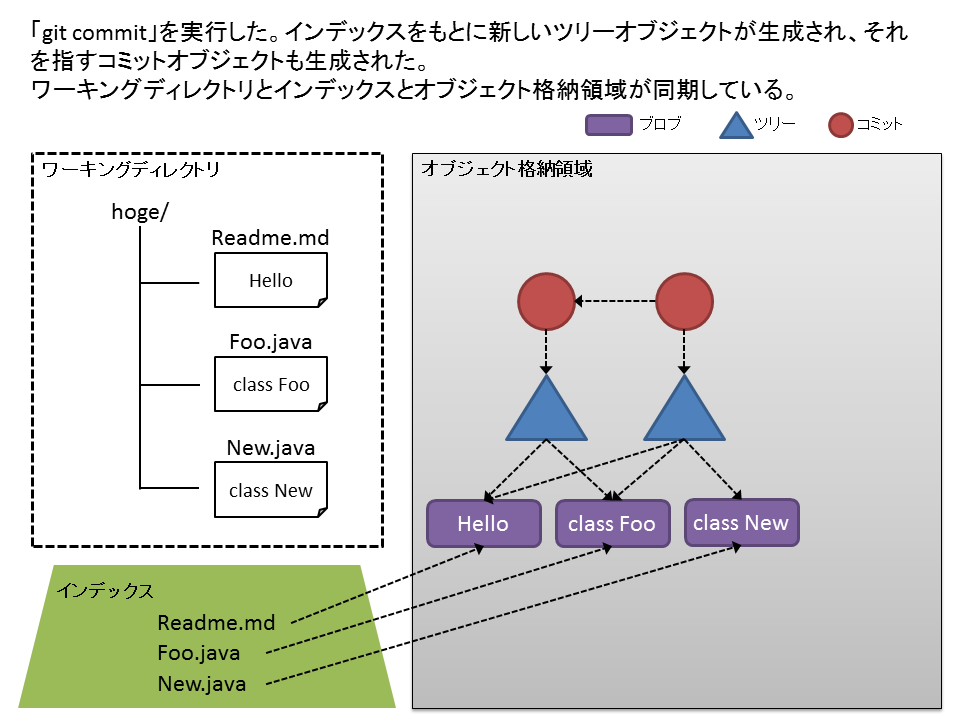 「git commit」を実行した。インデックスをもとに新しいツリーオブジェクトが生成され、それ
を指すコミットオブジェクトも生成された。
ワーキングディレクトリとインデックスとオブジェクト格納領域が同期している。
ブロブ
ツリー
コミット
ワーキングディレクトリ
hoge/
Readme.md
Hello
Foo.java
class Foo
New.java
class New
オブジェクト格納領域
Hello
class Foo
class New
インデックス
Readme.md
Foo.java
New.java